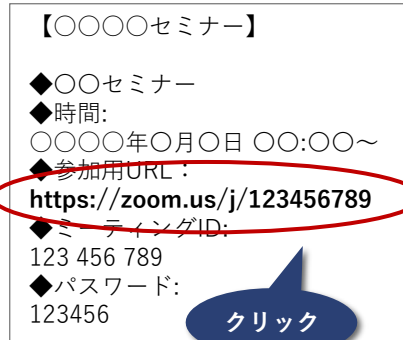 【○○○○セミナー】
◆○○セミナー
◆時間:
○○○○年○月○日 ○○:○○～
◆参加用URL：
https://zoom.us/j/123456789
◆ミーティングID:
123 456 789
◆パスワード:
123456
クリック